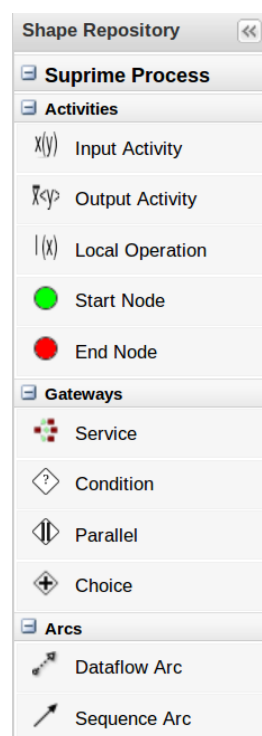 Shape Repository
Suprime Process
Activities
x(y) Input Activity
x̅<y> Output Activity
l(x) Local Operation
Start Node
End Node
Gateways
Service
? Condition
Parallel
Choice
Arcs
Dataflow Arc
Sequence Arc